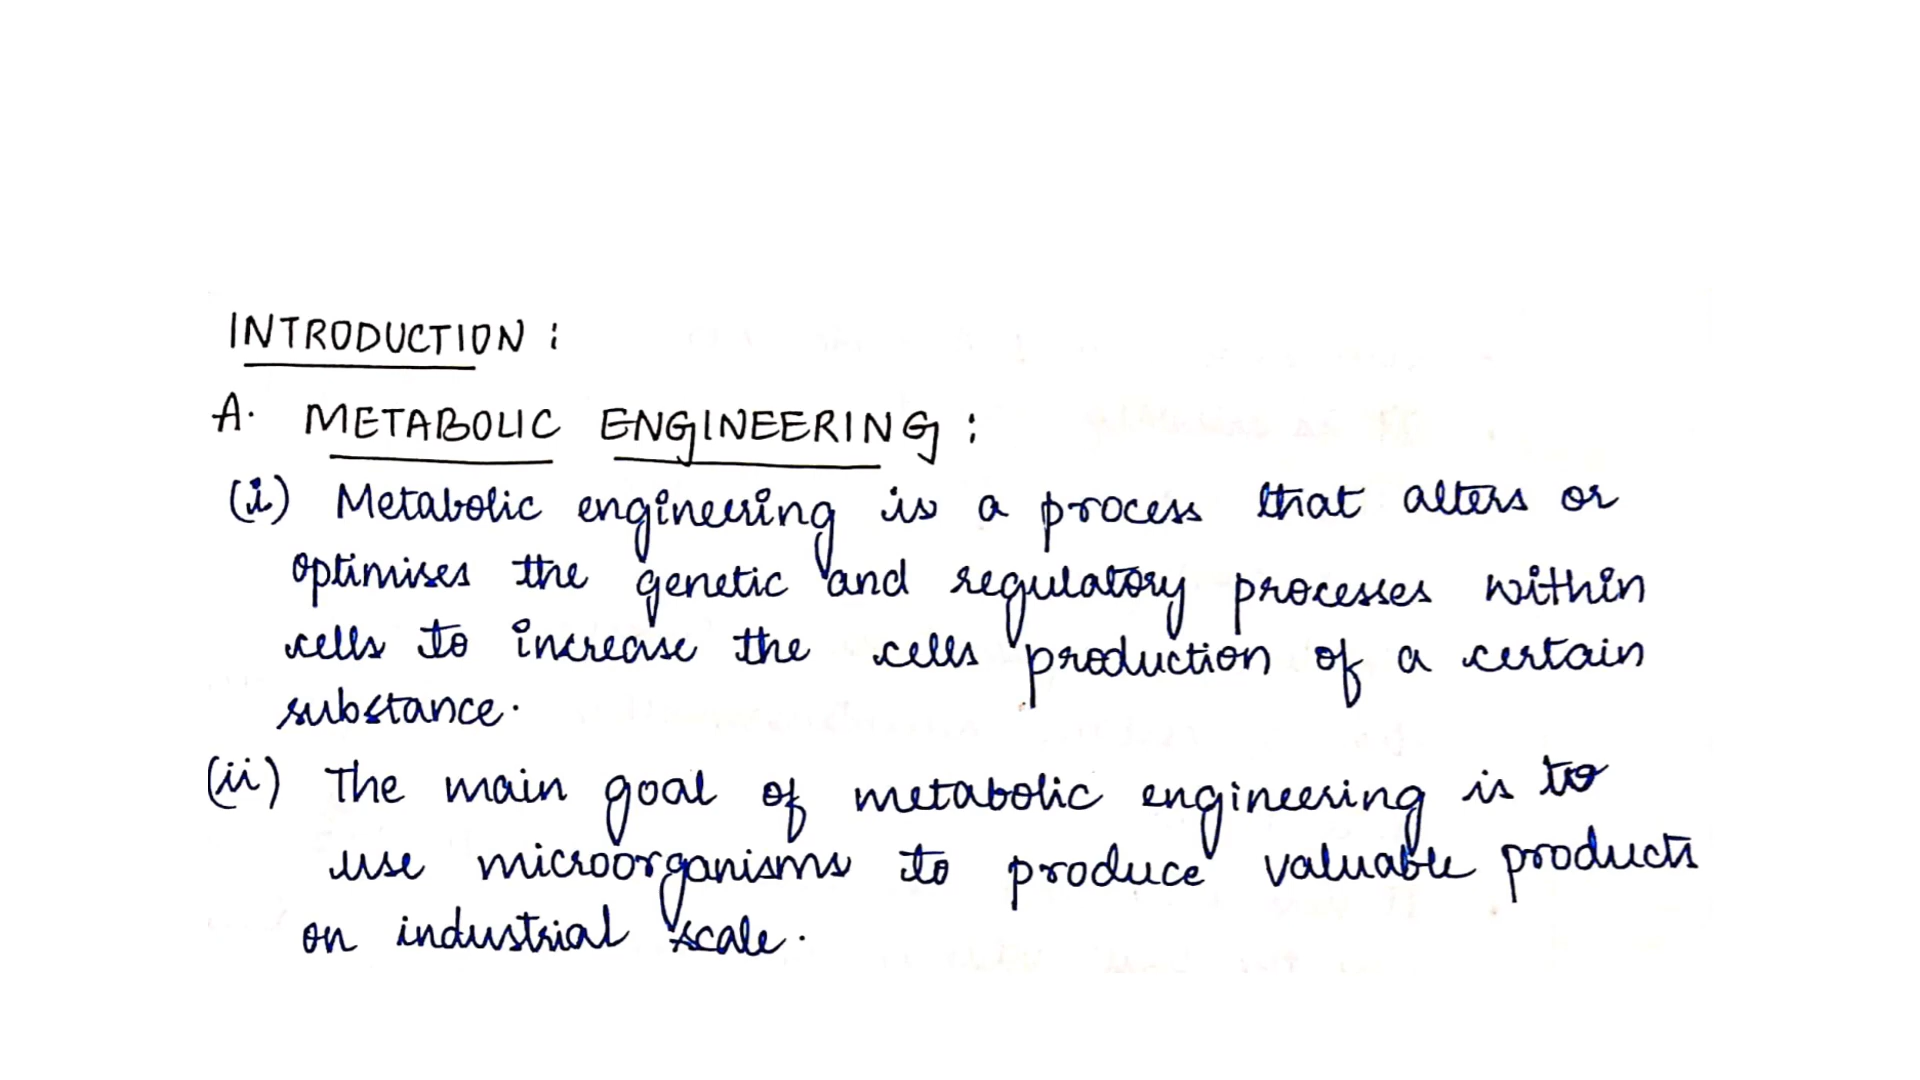 INTRODUCTION :
A. METABOLIC ENGINEERING :
(i) Metabolic engineering is a process that alters or
optimises the genetic and regulatory processes within
cells to increase the cells production of a certain
substance.
(ii) The main goal of metabolic engineering is to
use microorganisms to produce valuable products
on industrial scale.